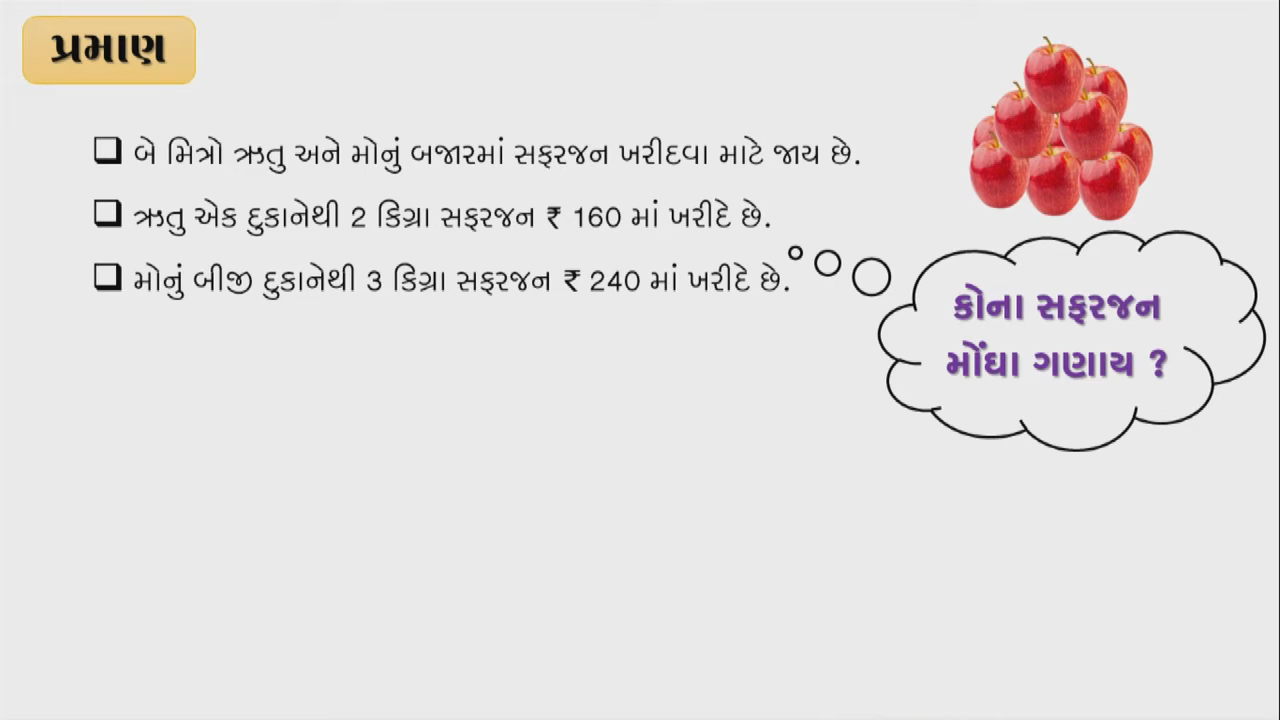 પ્રમાણ
બે મિત્રો ઋતુ અને મોનું બજારમાં સફરજન ખરીદવા માટે જાય છે.
ઋતુ એક દુકાનેથી 2 કિગ્રા સફરજન ₹ 160 માં ખરીદે છે.
મોનું બીજી દુકાનેથી 3 કિગ્રા સફરજન ₹ 240 માં ખરીદે છે.
કોના સફરજન
મોંઘા ગણાય ?